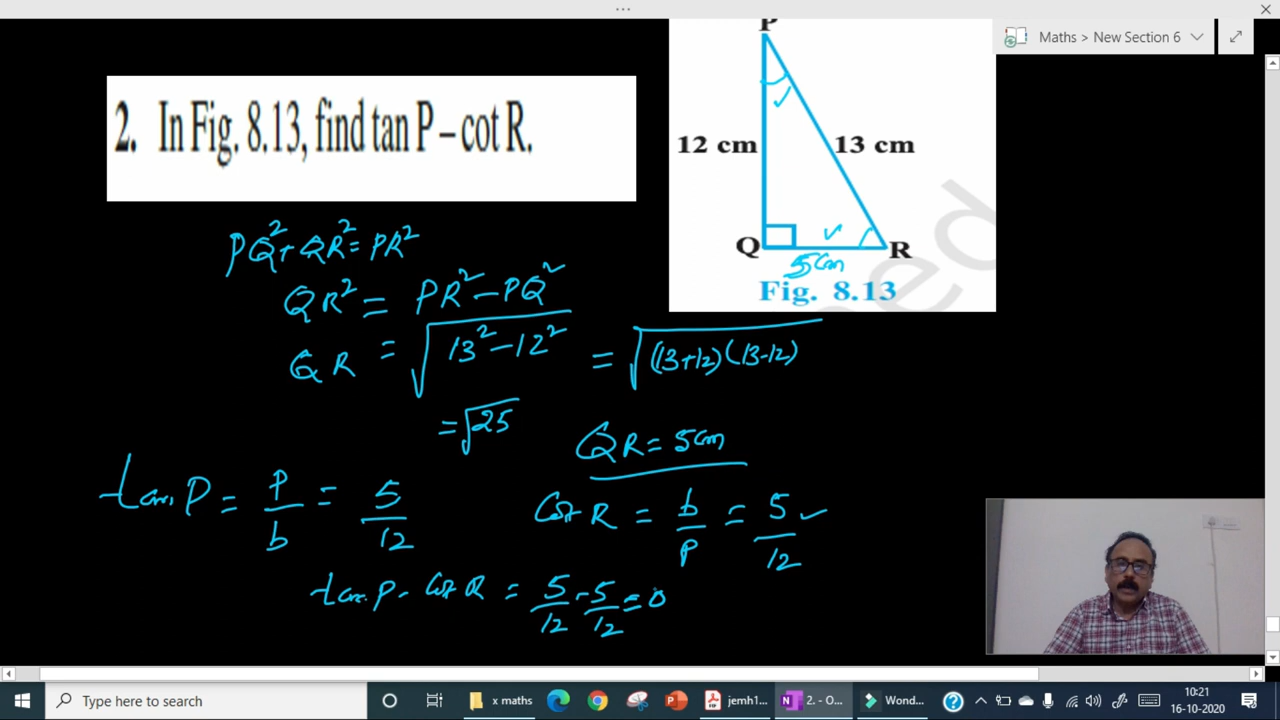 Maths > New Section 6
2. In Fig. 8.13, find tan P – cot R.
P
12 cm
13 cm
Q
R
5cm
Fig. 8.13
PQ²+QR²=PR²
QR² = PR²-PQ²
QR = √13²-12² = √(13+12)(13-12)
= √25
QR = 5cm
tan P = p/b = 5/12
Cot R = b/p = 5/12
tan P - Cot R = 5/12 - 5/12 = 0
Type here to search
x maths
jemh1...
2. - O...
Wond...
10:21
16-10-2020